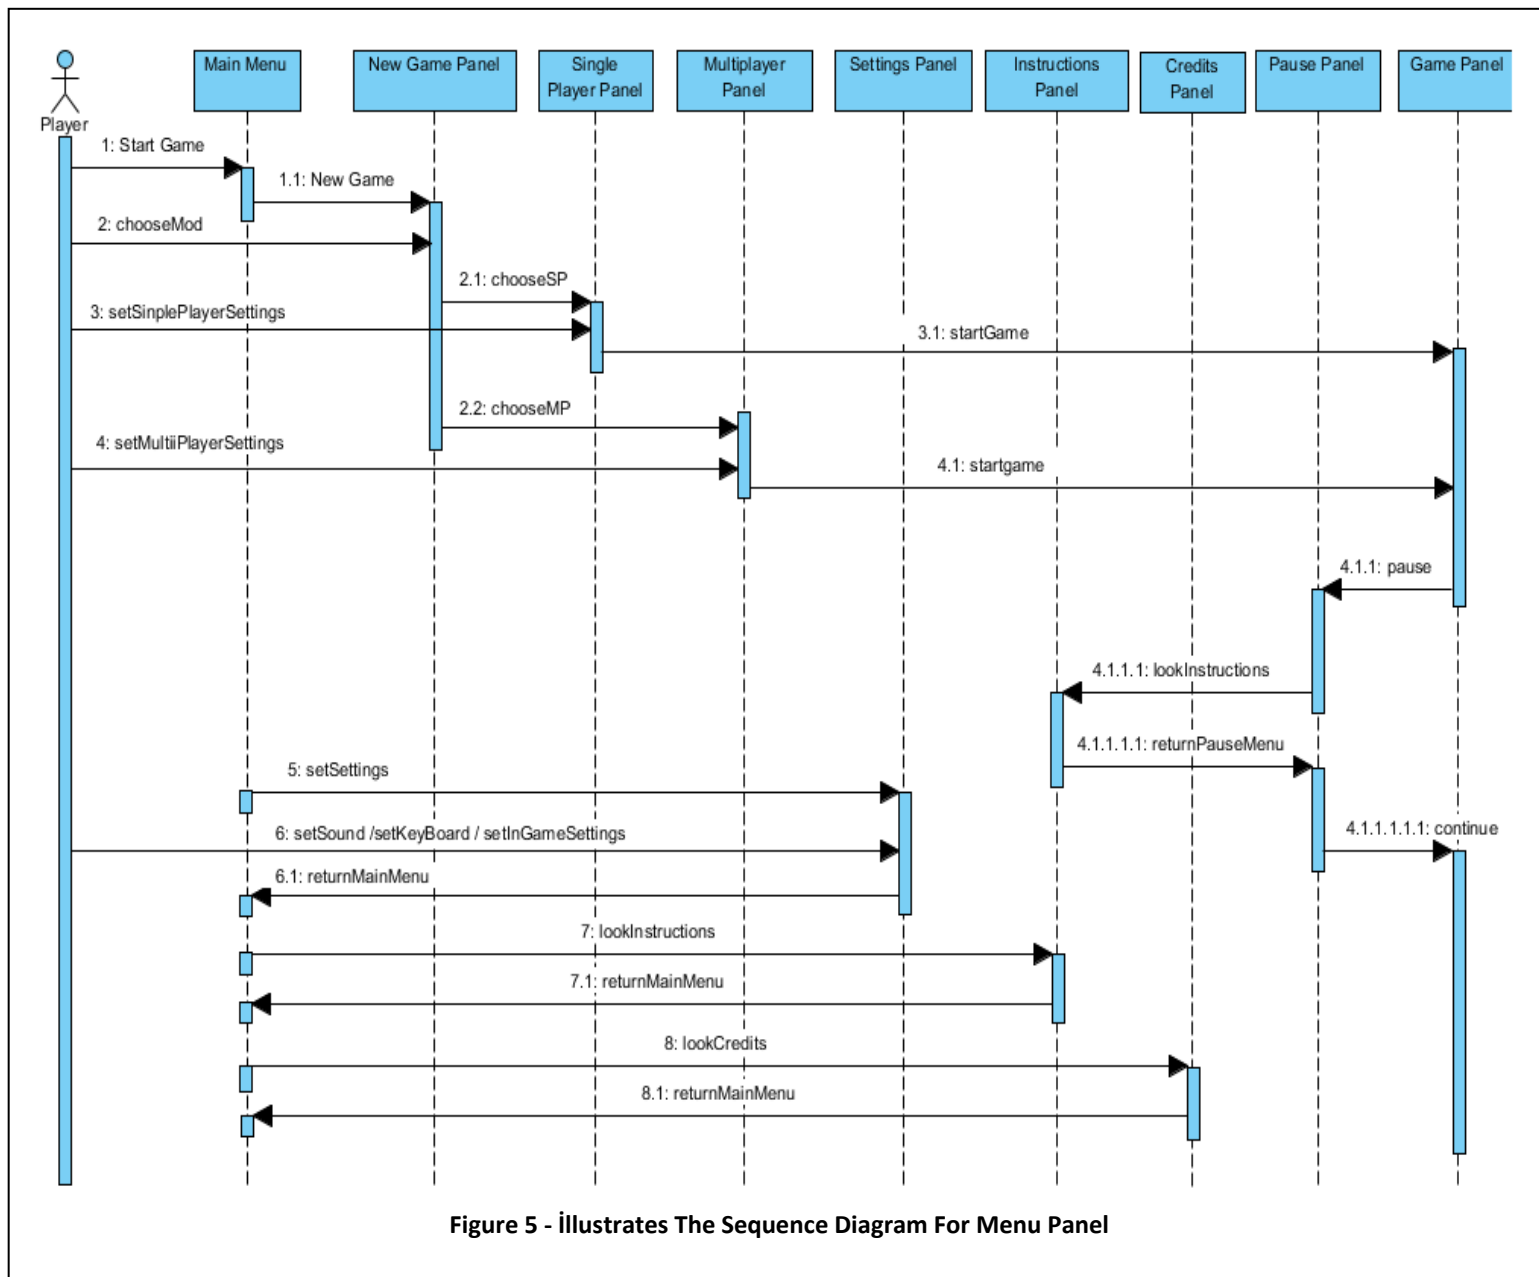 Player
Main Menu
New Game Panel
Single
Player Panel
Multiplayer
Panel
Settings Panel
Instructions
Panel
Credits
Panel
Pause Panel
Game Panel
1: Start Game
1.1: New Game
2: chooseMod
2.1: chooseSP
3: setSinplePlayerSettings
3.1: startGame
2.2: chooseMP
4: setMultiiPlayerSettings
4.1: startgame
4.1.1: pause
4.1.1.1: lookInstructions
4.1.1.1.1: returnPauseMenu
5: setSettings
6: setSound /setKeyBoard / setInGameSettings
4.1.1.1.1.1: continue
6.1: returnMainMenu
7: lookInstructions
7.1: returnMainMenu
8: lookCredits
8.1: returnMainMenu
Figure 5 - İllustrates The Sequence Diagram For Menu Panel